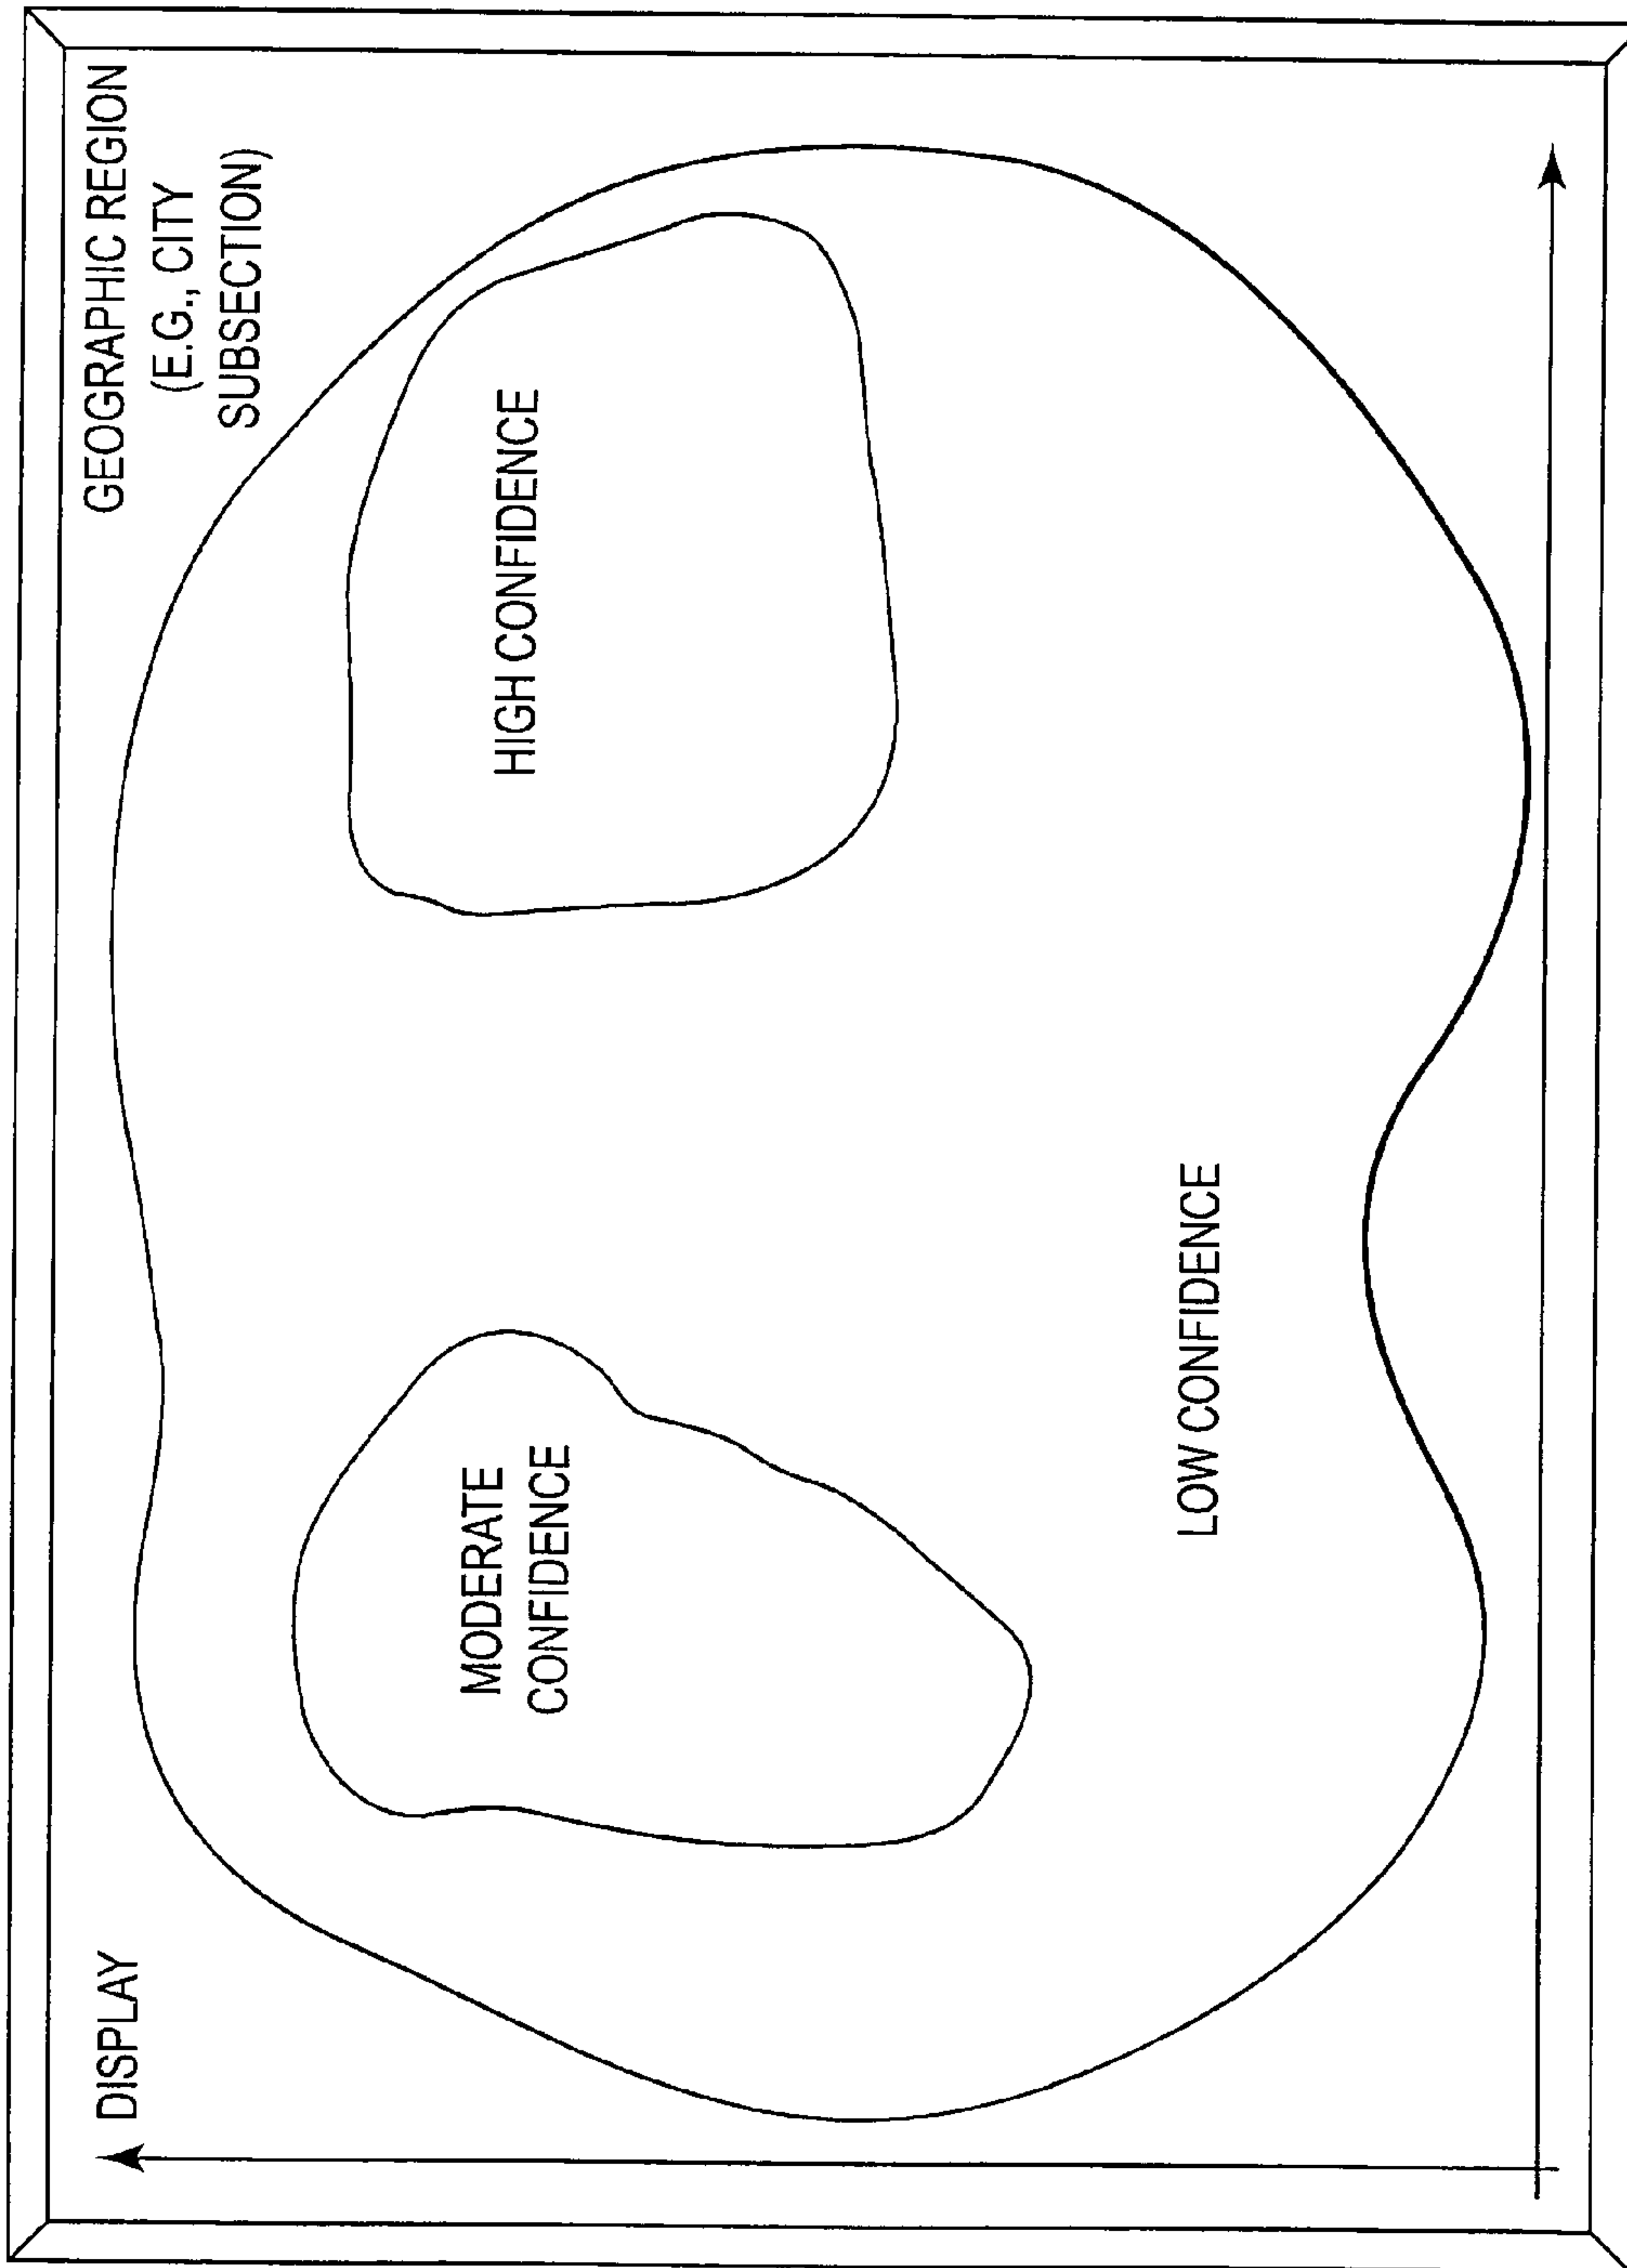 DISPLAY
GEOGRAPHIC REGION
(E.G., CITY
SUBSECTION)
MODERATE
CONFIDENCE
HIGH CONFIDENCE
LOW CONFIDENCE